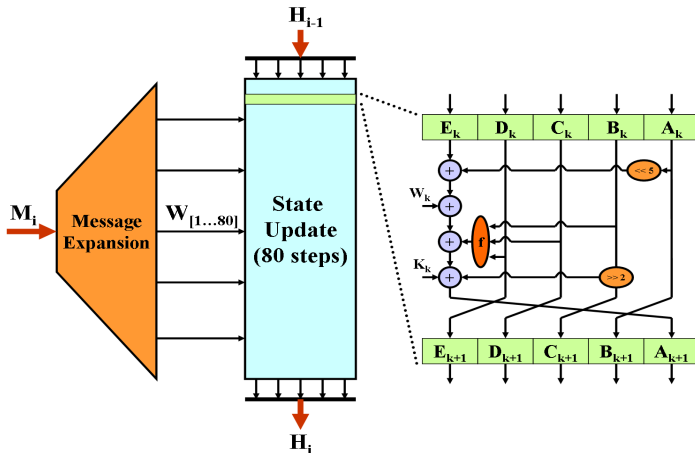 H i-1
E k D k C k B k A k
<< 5
W k
M i
Message
Expansion
W [1…80]
State
Update
(80 steps)
+
+
+
f
K k
+
>> 2
E k+1 D k+1 C k+1 B k+1 A k+1
H i